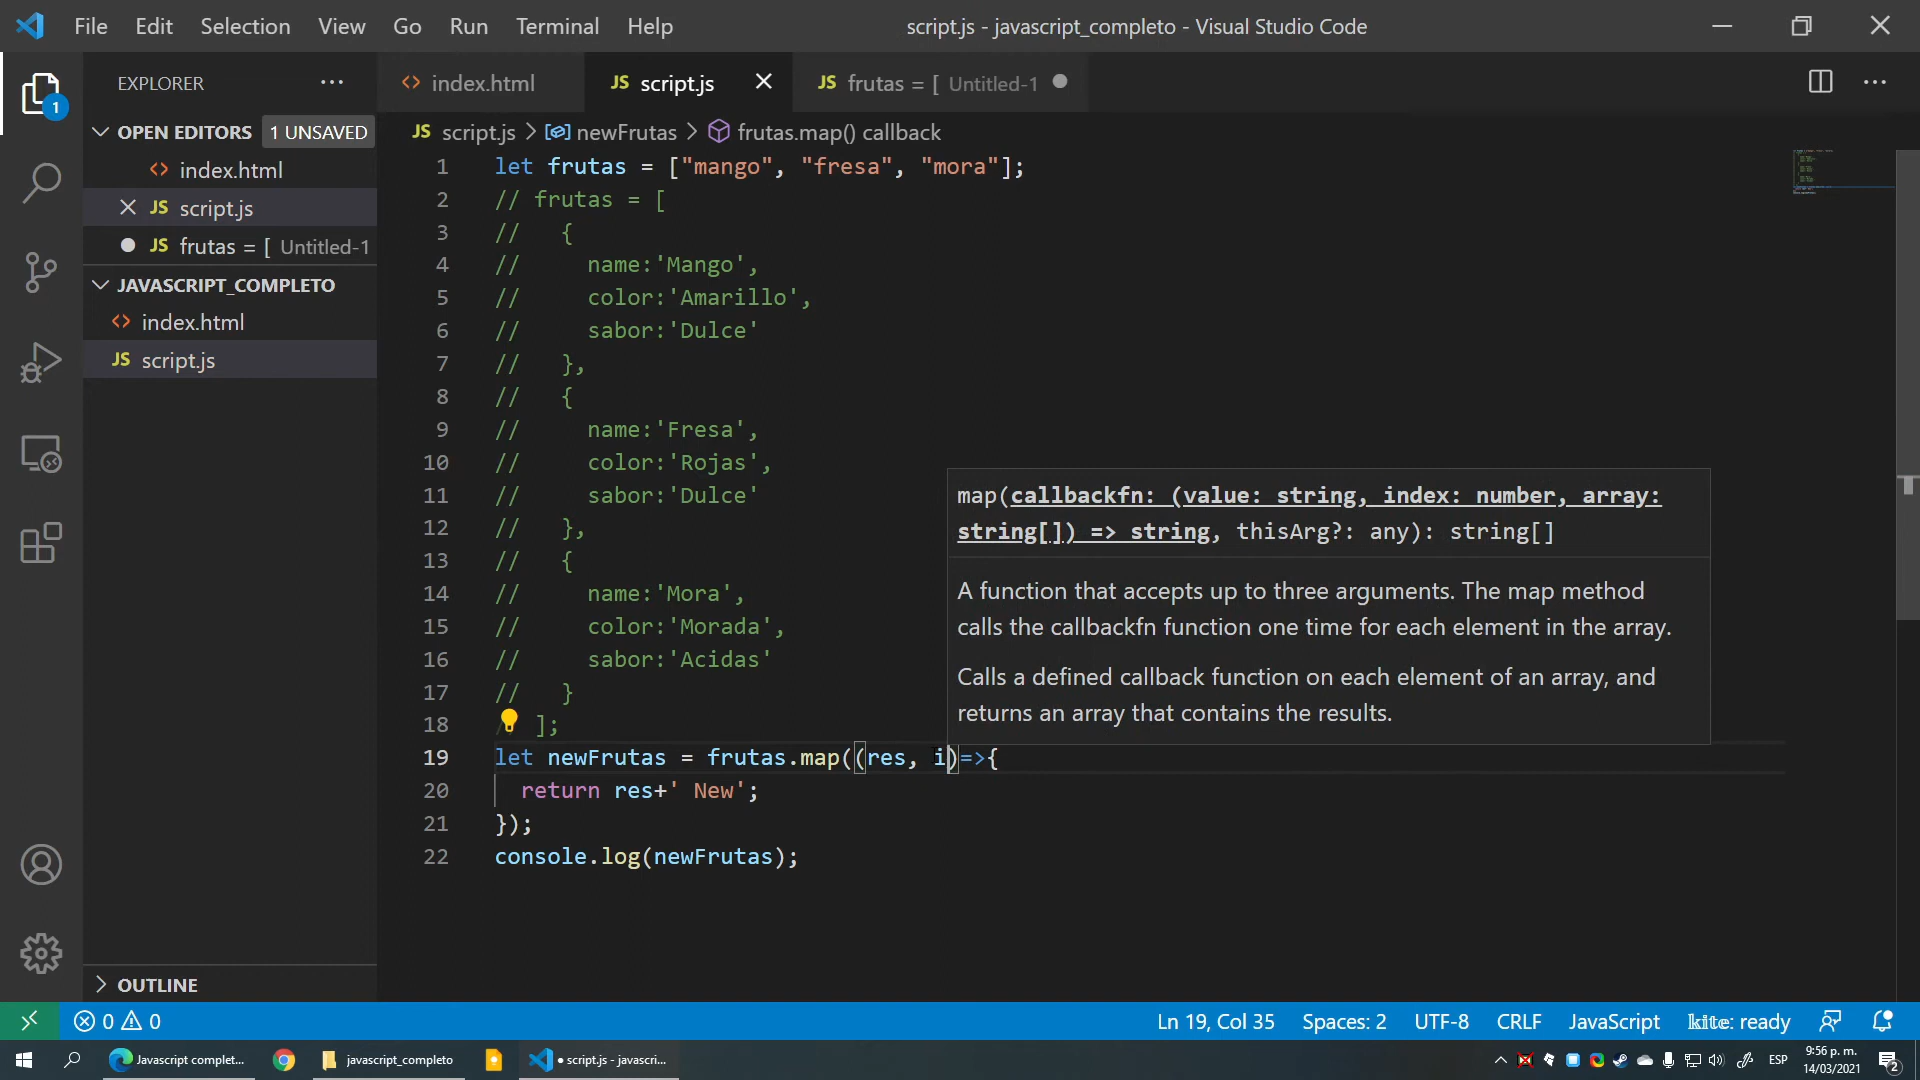 File Edit Selection View Go Run Terminal Help script.js - javascript_completo - Visual Studio Code
EXPLORER
index.html
script.js
frutas = [ Untitled-1
OPEN EDITORS 1 UNSAVED
index.html
JS script.js
JS frutas = [ Untitled-1
JAVASCRIPT_COMPLETO
index.html
JS script.js
OUTLINE
JS script.js > newFrutas > frutas.map() callback
1 let frutas = ["mango", "fresa", "mora"];
2 // frutas = [
3 //   {
4 //     name:'Mango',
5 //     color:'Amarillo',
6 //     sabor:'Dulce'
7 //   },
8 //   {
9 //     name:'Fresa',
10 //     color:'Rojas',
11 //     sabor:'Dulce'
12 //   },
13 //   {
14 //     name:'Mora',
15 //     color:'Morada',
16 //     sabor:'Acidas'
17 //   }
18 ];
19 let newFrutas = frutas.map((res, i)=>{
20   return res+' New';
21 });
22 console.log(newFrutas);
map(callbackfn: (value: string, index: number, array:
string[]) => string, thisArg?: any): string[]
A function that accepts up to three arguments. The map method
calls the callbackfn function one time for each element in the array.
Calls a defined callback function on each element of an array, and
returns an array that contains the results.
0 0 Ln 19, Col 35 Spaces: 2 UTF-8 CRLF JavaScript kite: ready
Javascript complet... javascript_completo • script.js - javascri... ESP 9:56 p. m.
14/03/2021
2
1